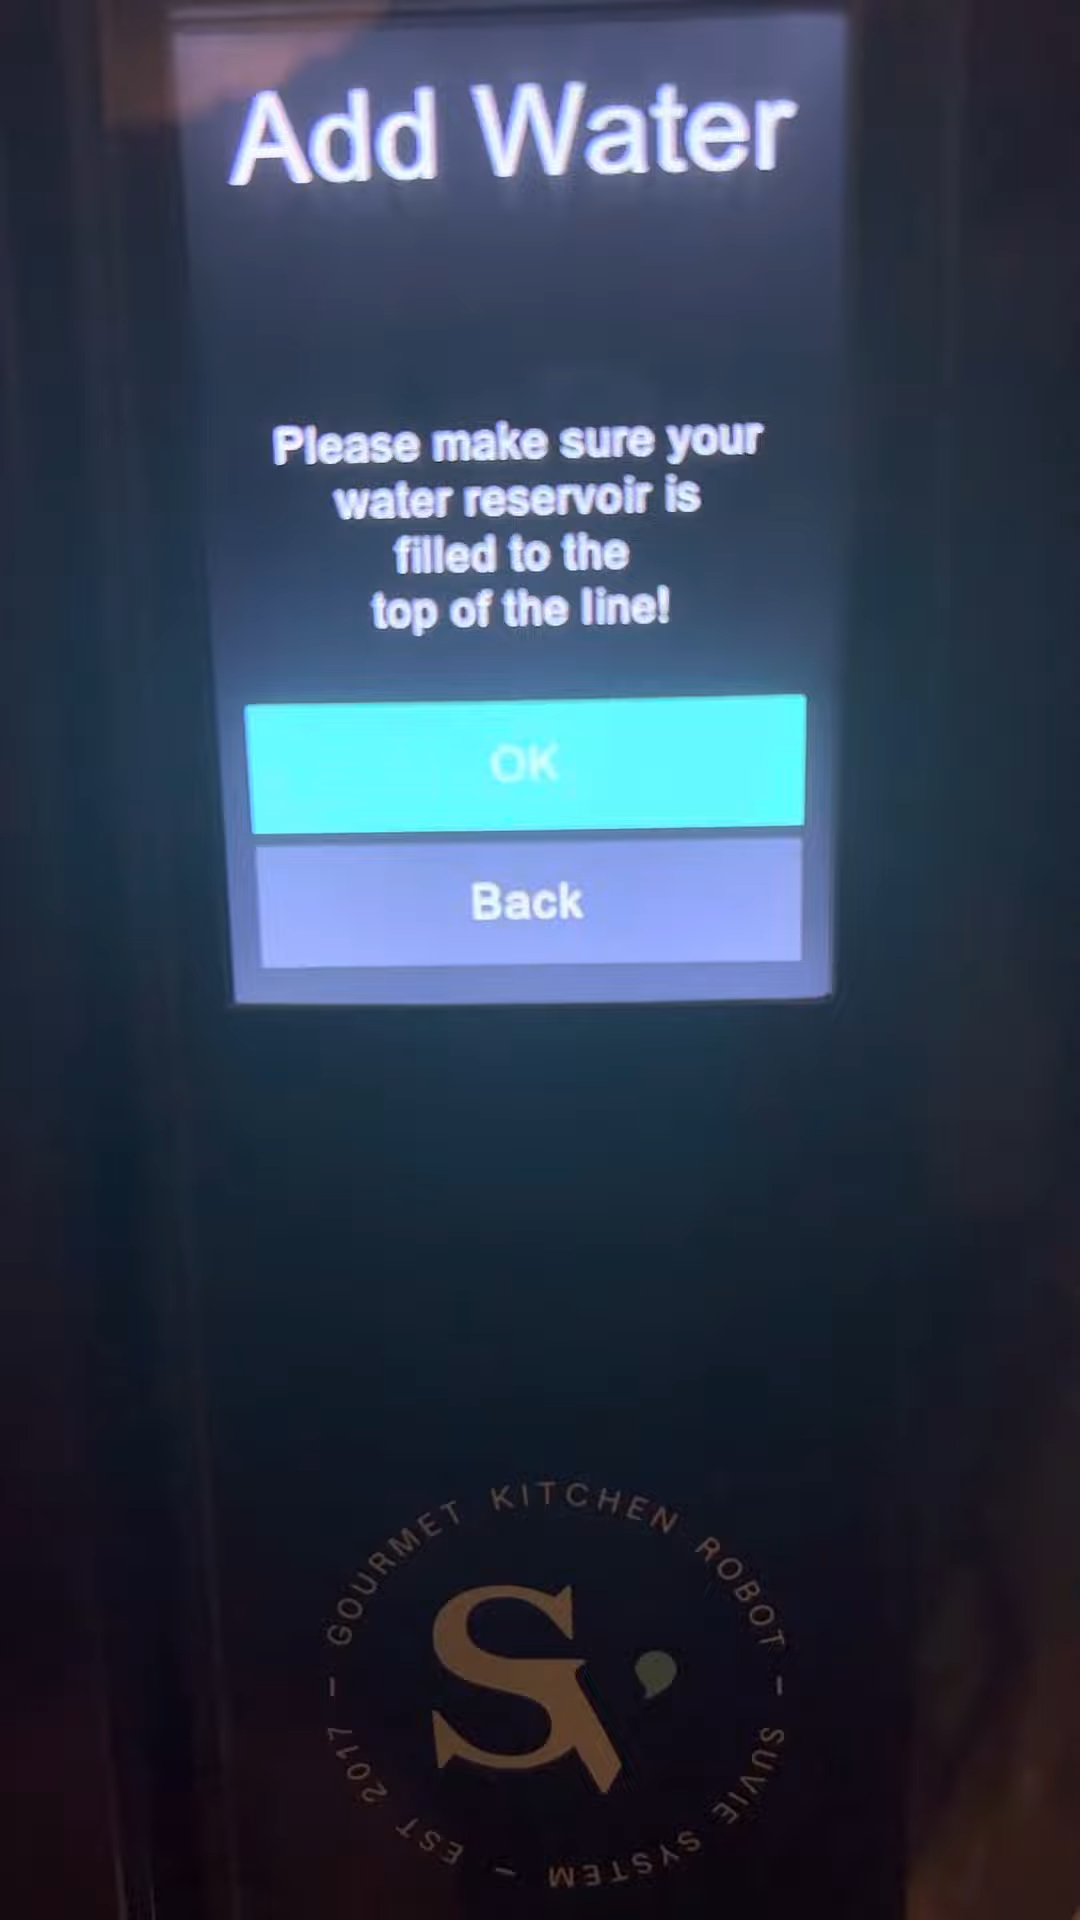 Add Water
Please make sure your
water reservoir is
filled to the
top of the line!
OK
Back
GOURMET KITCHEN ROBOT – SUVIE SYSTEM – EST 2017 –
S